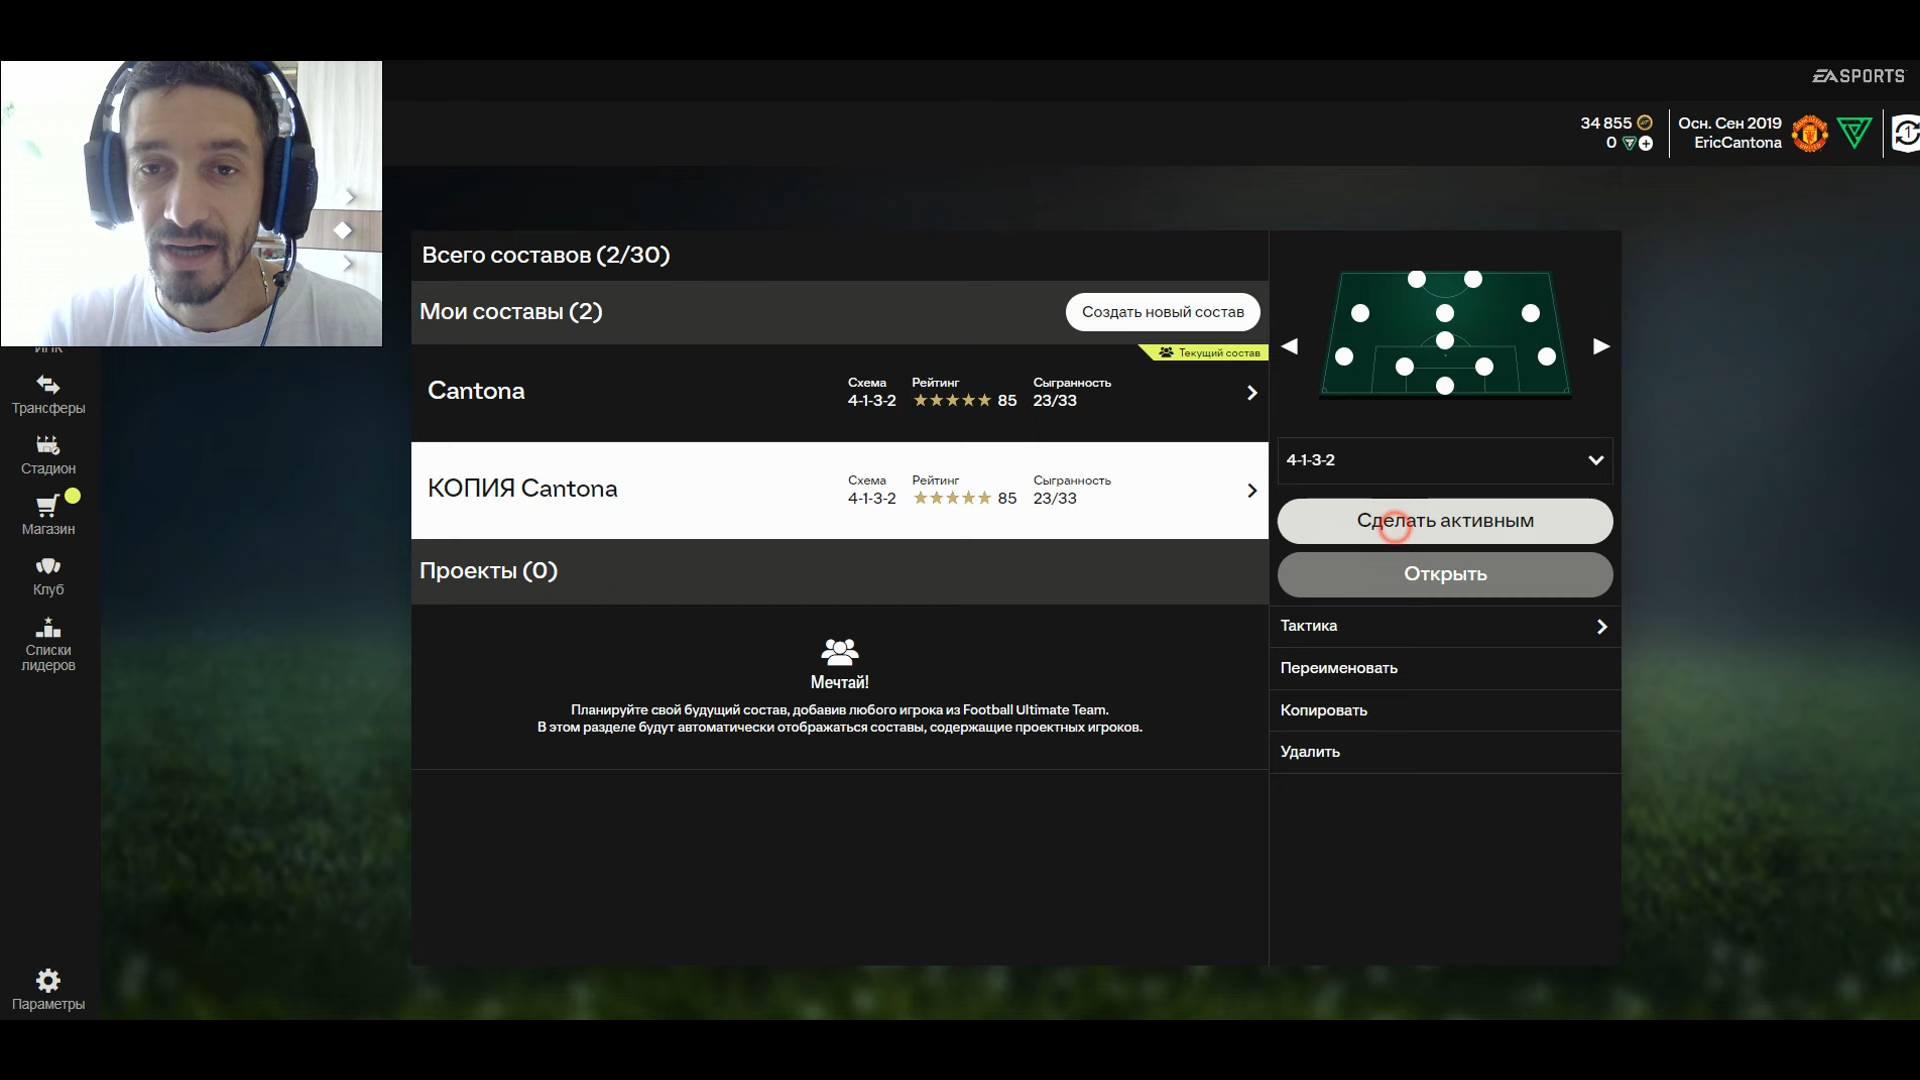 EA SPORTS
34 855
0
Осн. Сен 2019
EricCantona
1
Трансферы
Стадион
Магазин
Клуб
Списки
лидеров
Параметры
Всего составов (2/30)
Мои составы (2)
Создать новый состав
Текущий состав
Cantona
Схема
4-1-3-2
Рейтинг
85
Сыгранность
23/33
КОПИЯ Cantona
Схема
4-1-3-2
Рейтинг
85
Сыгранность
23/33
Проекты (0)
Мечтай!
Планируйте свой будущий состав, добавив любого игрока из Football Ultimate Team.
В этом разделе будут автоматически отображаться составы, содержащие проектных игроков.
4-1-3-2
Сделать активным
Открыть
Тактика
Переименовать
Копировать
Удалить